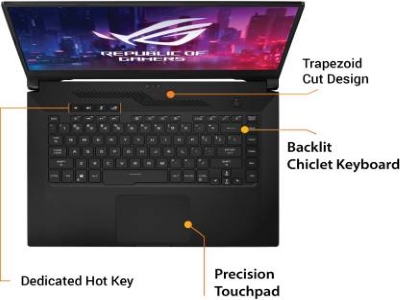 REPUBLIC OF
GAMERS
Trapezoid
Cut Design
Backlit
Chiclet Keyboard
Dedicated Hot Key
Precision
Touchpad